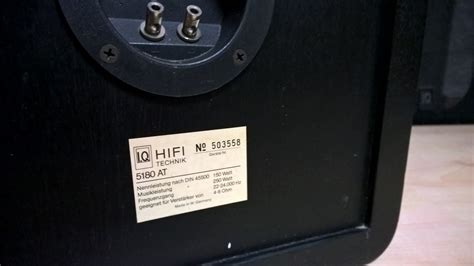 I.Q HIFI No 503558
TECHNIK
5180 AT
Nennleistung nach DIN 45500 150 Watt
Musikleistung 250 Watt
Frequenzgang 22-24.000 Hz
geeignet für Verstärker von 4-8 Ohm
Made in W. Germany